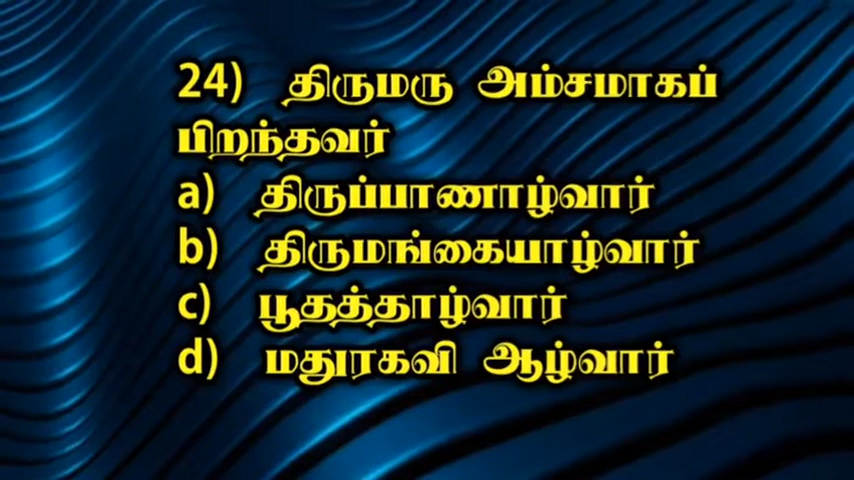 24) திருமரு அம்சமாகப்
பிறந்தவர்
a) திருப்பாணாழ்வார்
b) திருமங்கையாழ்வார்
c) பூதத்தாழ்வார்
d) மதுரகவி ஆழ்வார்